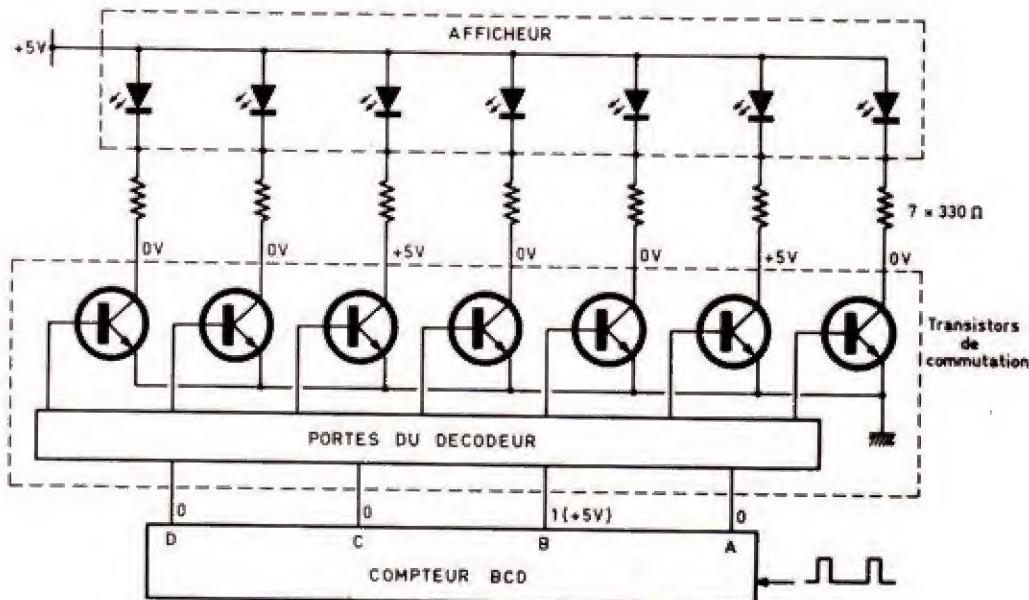 AFFICHEUR
+5V
7 × 330 Ω
0V
0V
+5V
0V
0V
+5V
0V
Transistors
de
commutation
PORTES DU DECODEUR
0
0
1(+5V)
0
D
C
B
A
COMPTEUR BCD